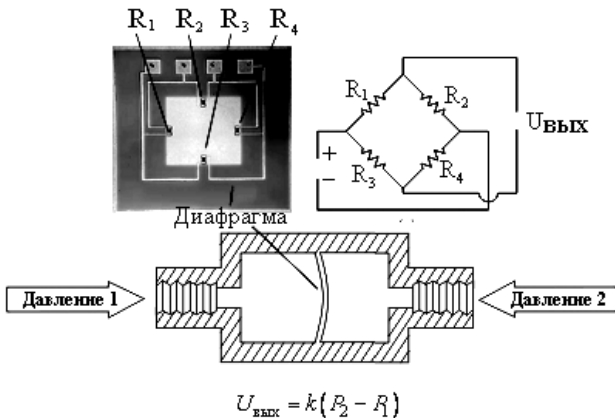 R₁ R₂ R₃ R₄
R₁
R₂
R₃
R₄
+
−
Uвых
Диафрагма
Давление 1
Давление 2
Uвых = k(P₂ − P₁)